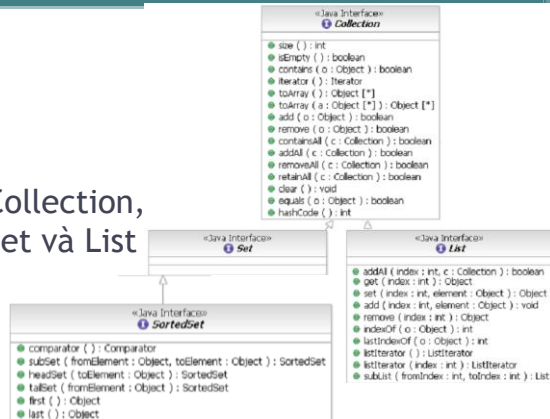 «Java Interface»
Collection
size ( ) : int
isEmpty ( ) : boolean
contains ( o : Object ) : boolean
iterator ( ) : Iterator
toArray ( ) : Object [*]
toArray ( a : Object [*] ) : Object [*]
add ( o : Object ) : boolean
remove ( o : Object ) : boolean
containsAll ( c : Collection ) : boolean
addAll ( c : Collection ) : boolean
removeAll ( c : Collection ) : boolean
retainAll ( c : Collection ) : boolean
clear ( ) : void
equals ( o : Object ) : boolean
hashCode ( ) : int
Collection,
et và List
«Java Interface»
Set
«Java Interface»
List
addAll ( index : int, c : Collection ) : boolean
get ( index : int ) : Object
set ( index : int, element : Object ) : Object
add ( index : int, element : Object ) : void
remove ( index : int ) : Object
indexOf ( o : Object ) : int
lastIndexOf ( o : Object ) : int
listIterator ( ) : ListIterator
listIterator ( index : int ) : ListIterator
subList ( fromIndex : int, toIndex : int ) : List
«Java Interface»
SortedSet
comparator ( ) : Comparator
subSet ( fromElement : Object, toElement : Object ) : SortedSet
headSet ( toElement : Object ) : SortedSet
tailSet ( fromElement : Object ) : SortedSet
first ( ) : Object
last ( ) : Object